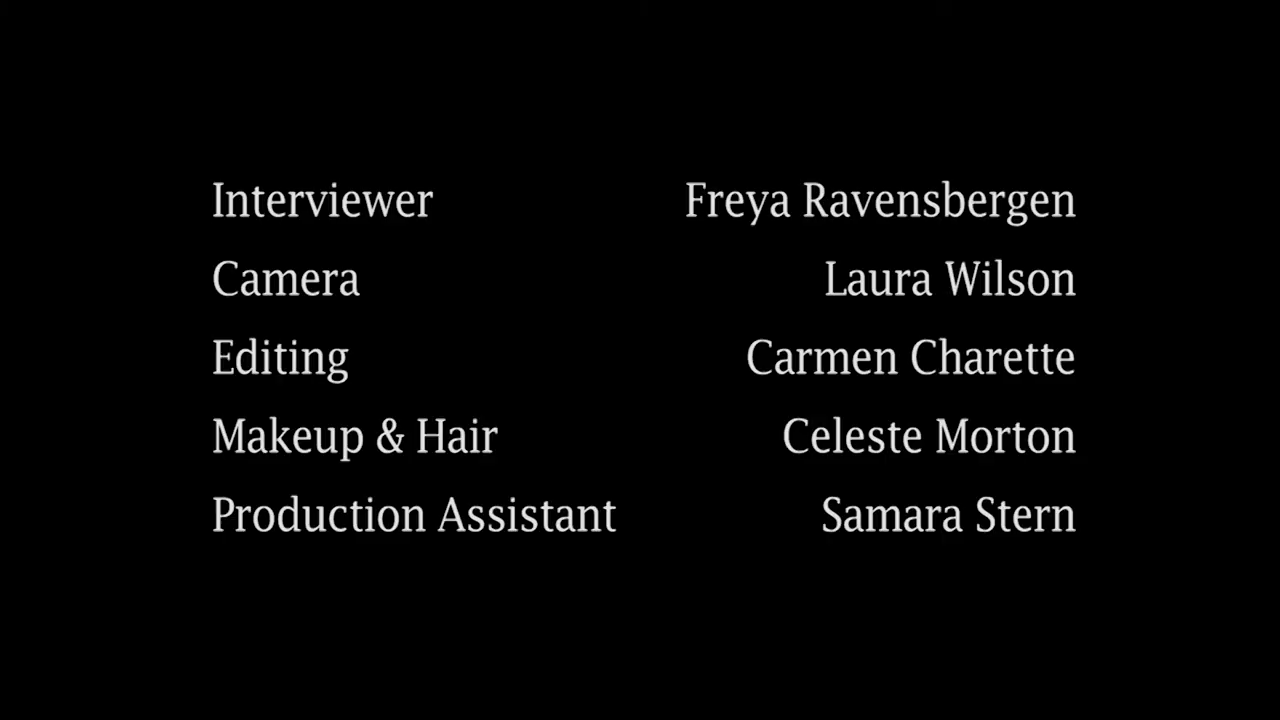 Interviewer Freya Ravensbergen
Camera Laura Wilson
Editing Carmen Charette
Makeup & Hair Celeste Morton
Production Assistant Samara Stern